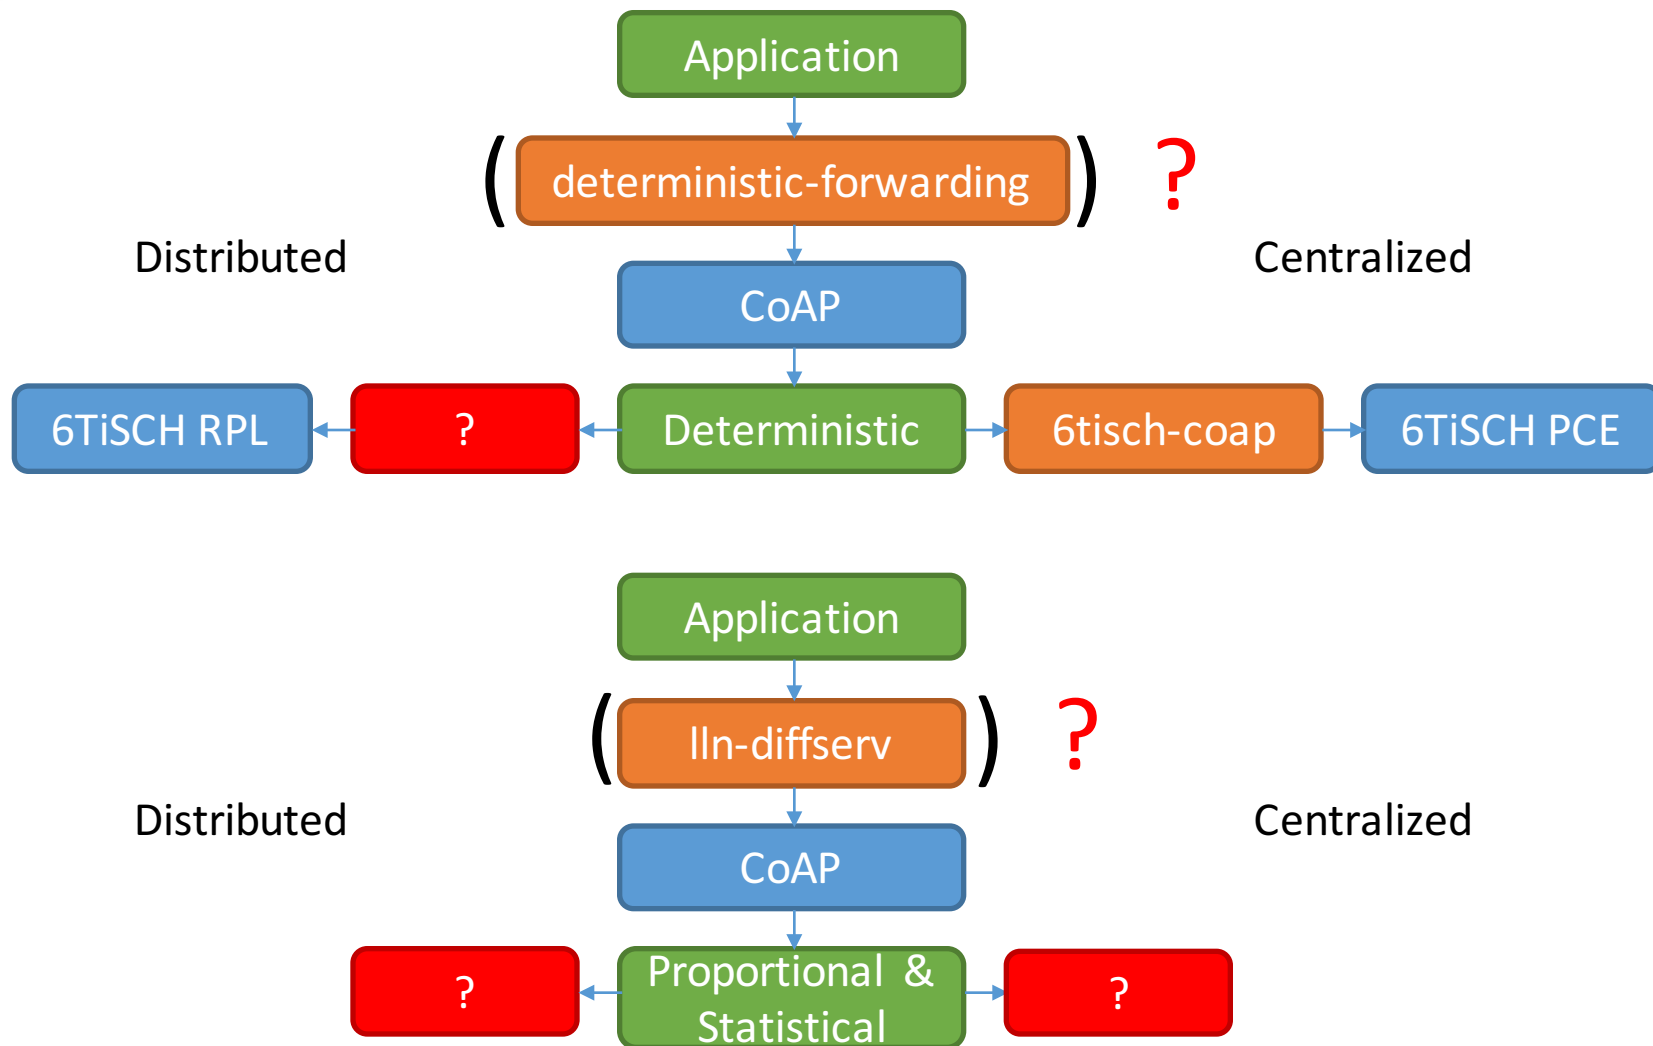 Application
( deterministic-forwarding ) ?
Distributed
Centralized
CoAP
6TiSCH RPL
?
Deterministic
6tisch-coap
6TiSCH PCE
Application
( lln-diffserv ) ?
Distributed
Centralized
CoAP
?
Proportional &
Statistical
?